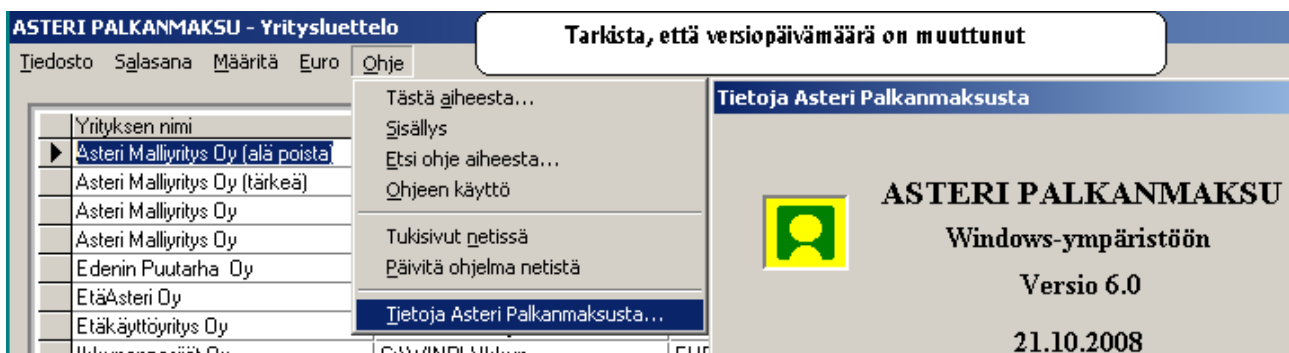 ASTERI PALKANMAKSU - Yritysluettelo
Tarkista, että versiopäivämäärä on muuttunut
Tiedosto Salasana Määritä Euro Ohje
Tästä aiheesta...
Sisällys
Etsi ohje aiheesta...
Ohjeen käyttö
Tukisivut netissä
Päivitä ohjelma netistä
Tietoja Asteri Palkanmaksusta...
Yrityksen nimi
Asteri Malliyritys Oy (älä poista)
Asteri Malliyritys Oy (tärkeä)
Asteri Malliyritys Oy
Asteri Malliyritys Oy
Edenin Puutarha Oy
EtäAsteri Oy
Etäkäyttöyritys Oy
Tietoja Asteri Palkanmaksusta
ASTERI PALKANMAKSU
Windows-ympäristöön
Versio 6.0
21.10.2008